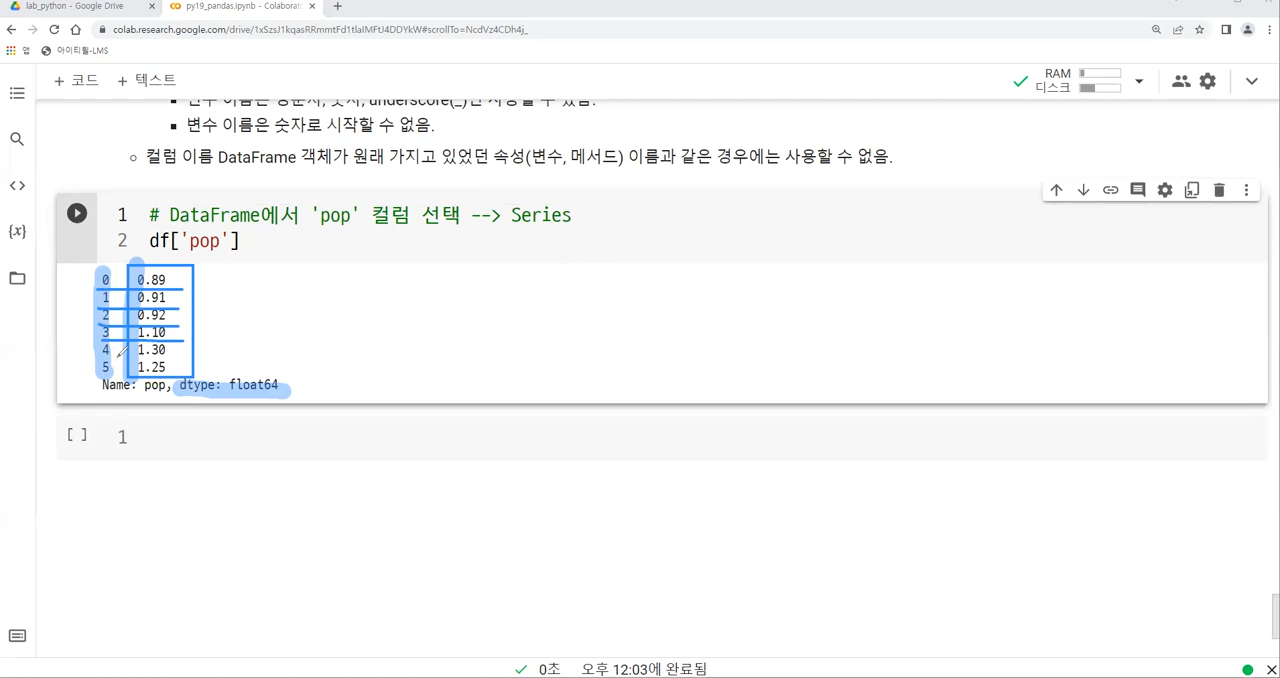 lab_python - Google Drive
py19_pandas.ipynb - Colaborat
colab.research.google.com/drive/1xSzsJ1kqasRRmmtFd1tlaIMFtJ4DDYkW#scrollTo=NcdVz4CDh4j_
앱 아이티윌-LMS
+ 코드 + 텍스트
RAM
디스크
변수 이름은 숫자로 시작할 수 없음.
컬럼 이름 DataFrame 객체가 원래 가지고 있었던 속성(변수, 메서드) 이름과 같은 경우에는 사용할 수 없음.
1 # DataFrame에서 'pop' 컬럼 선택 --> Series
2 df['pop']
0 0.89
1 0.91
2 0.92
3 1.10
4 1.30
5 1.25
Name: pop, dtype: float64
[ ] 1
0초 오후 12:03에 완료됨